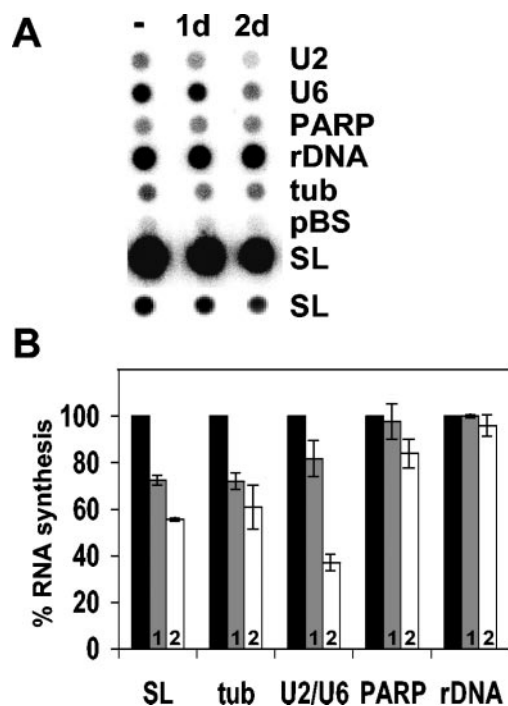 A
- 1d 2d
U2
U6
PARP
rDNA
tub
pBS
SL
SL
B
% RNA synthesis
100
80
60
40
20
0
1 2 1 2 1 2 1 2 1 2
SL tub U2/U6 PARP rDNA